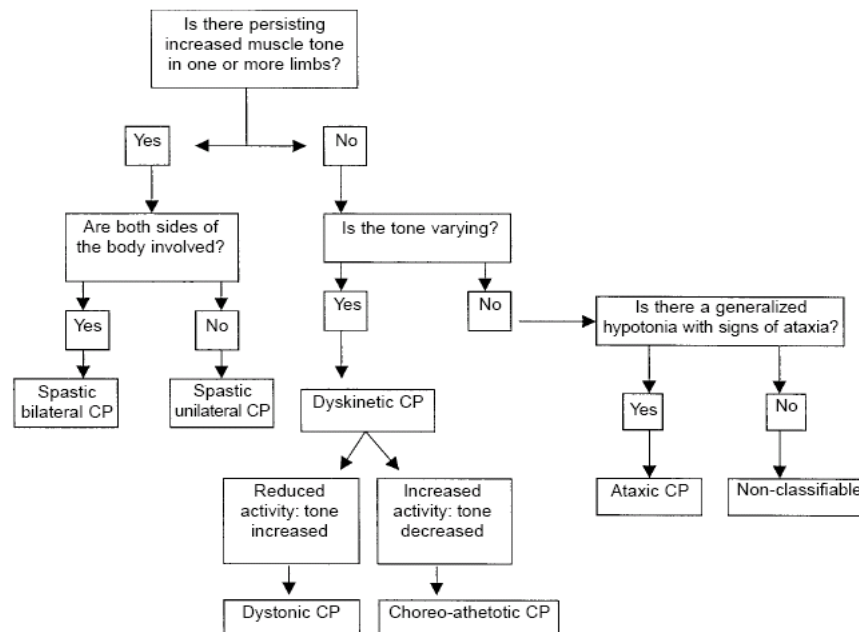 Is there persisting
increased muscle tone
in one or more limbs?
Yes
No
Are both sides of
the body involved?
Is the tone varying?
Yes
No
Yes
No
Is there a generalized
hypotonia with signs of ataxia?
Spastic
bilateral CP
Spastic
unilateral CP
Dyskinetic CP
Yes
No
Reduced
activity: tone
increased
Increased
activity: tone
decreased
Ataxic CP
Non-classifiable
Dystonic CP
Choreo-athetotic CP